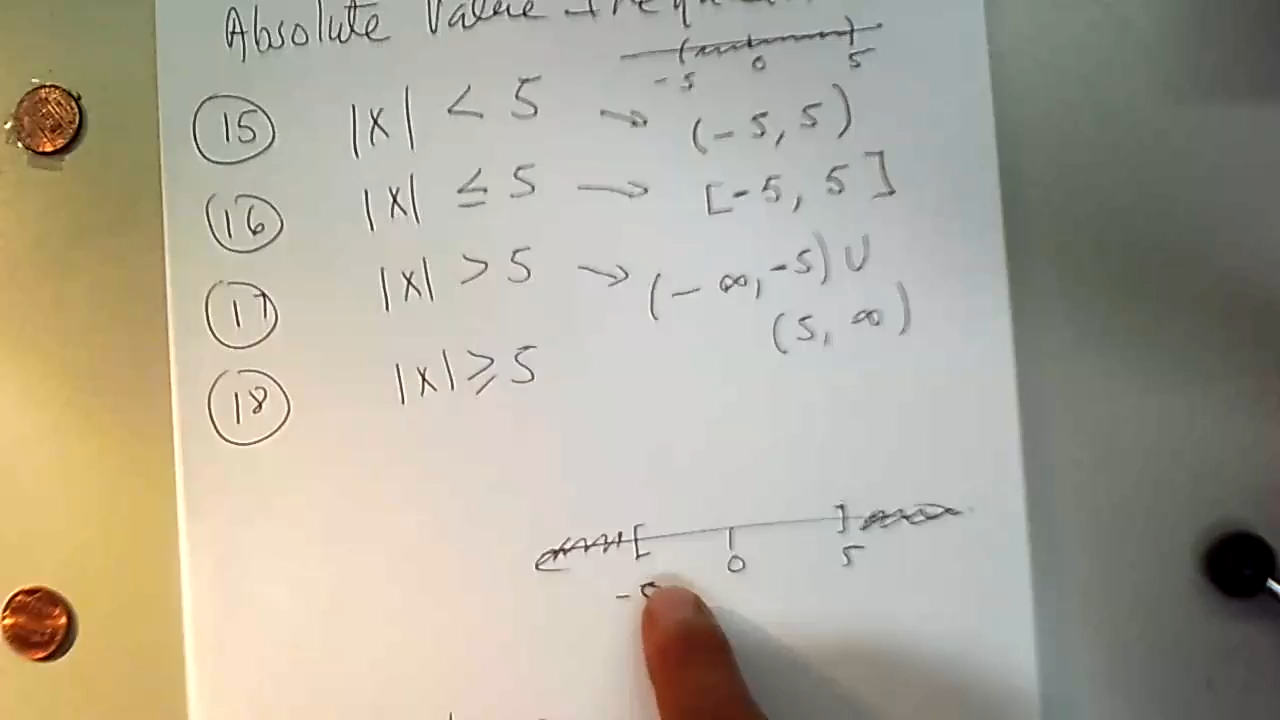 Absolute Value
-5 0 5
15 |x| < 5 → (-5, 5)
16 |x| ≤ 5 → [-5, 5]
17 |x| > 5 → (-∞, -5) ∪
(5, ∞)
18 |x| ≥ 5
[ ]
0 5